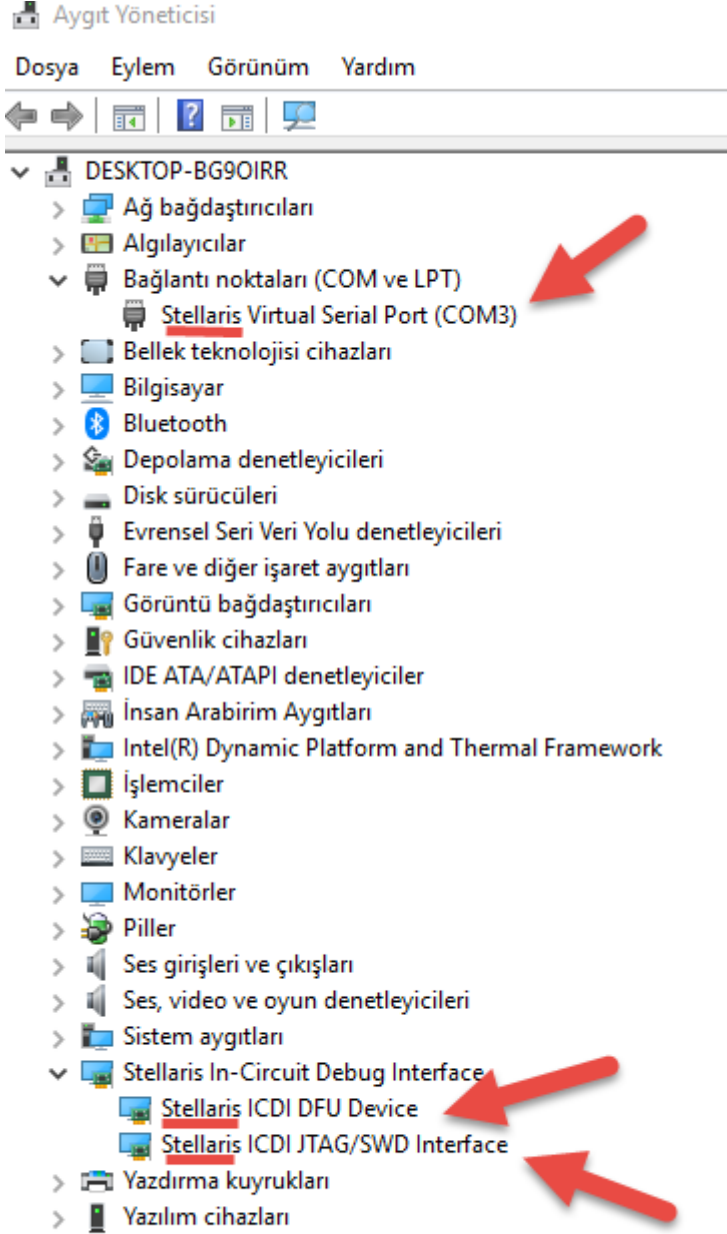 Aygıt Yöneticisi
Dosya Eylem Görünüm Yardım
DESKTOP-BG9OIRR
Ağ bağdaştırıcıları
Algılayıcılar
Bağlantı noktaları (COM ve LPT)
Stellaris Virtual Serial Port (COM3)
Bellek teknolojisi cihazları
Bilgisayar
Bluetooth
Depolama denetleyicileri
Disk sürücüleri
Evrensel Seri Veri Yolu denetleyicileri
Fare ve diğer işaret aygıtları
Görüntü bağdaştırıcıları
Güvenlik cihazları
IDE ATA/ATAPI denetleyiciler
İnsan Arabirim Aygıtları
Intel(R) Dynamic Platform and Thermal Framework
İşlemciler
Kameralar
Klavyeler
Monitörler
Piller
Ses girişleri ve çıkışları
Ses, video ve oyun denetleyicileri
Sistem aygıtları
Stellaris In-Circuit Debug Interface
Stellaris ICDI DFU Device
Stellaris ICDI JTAG/SWD Interface
Yazdırma kuyrukları
Yazılım cihazları